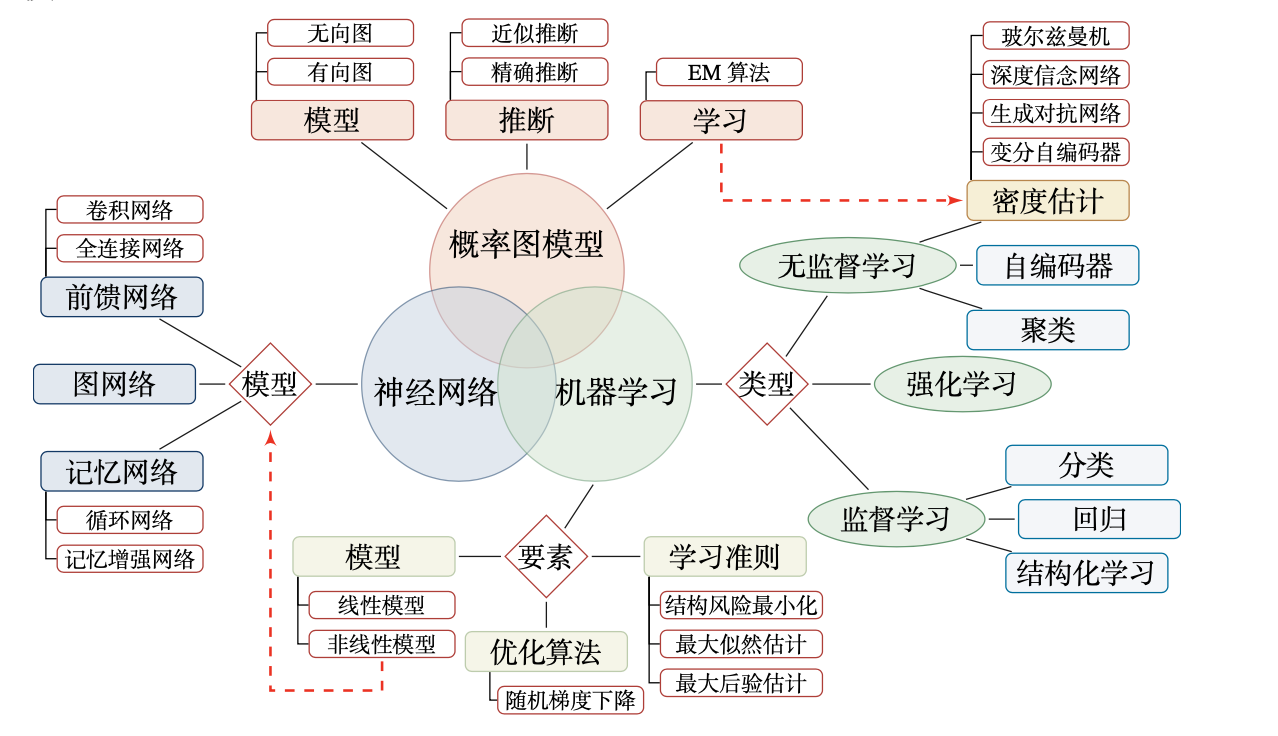 无向图
有向图
模型
近似推断
精确推断
推断
EM 算法
学习
玻尔兹曼机
深度信念网络
生成对抗网络
变分自编码器
密度估计
概率图模型
卷积网络
全连接网络
前馈网络
图网络
模型
记忆网络
循环网络
记忆增强网络
神经网络
机器学习
类型
无监督学习
自编码器
聚类
强化学习
监督学习
分类
回归
结构化学习
要素
模型
线性模型
非线性模型
优化算法
随机梯度下降
学习准则
结构风险最小化
最大似然估计
最大后验估计